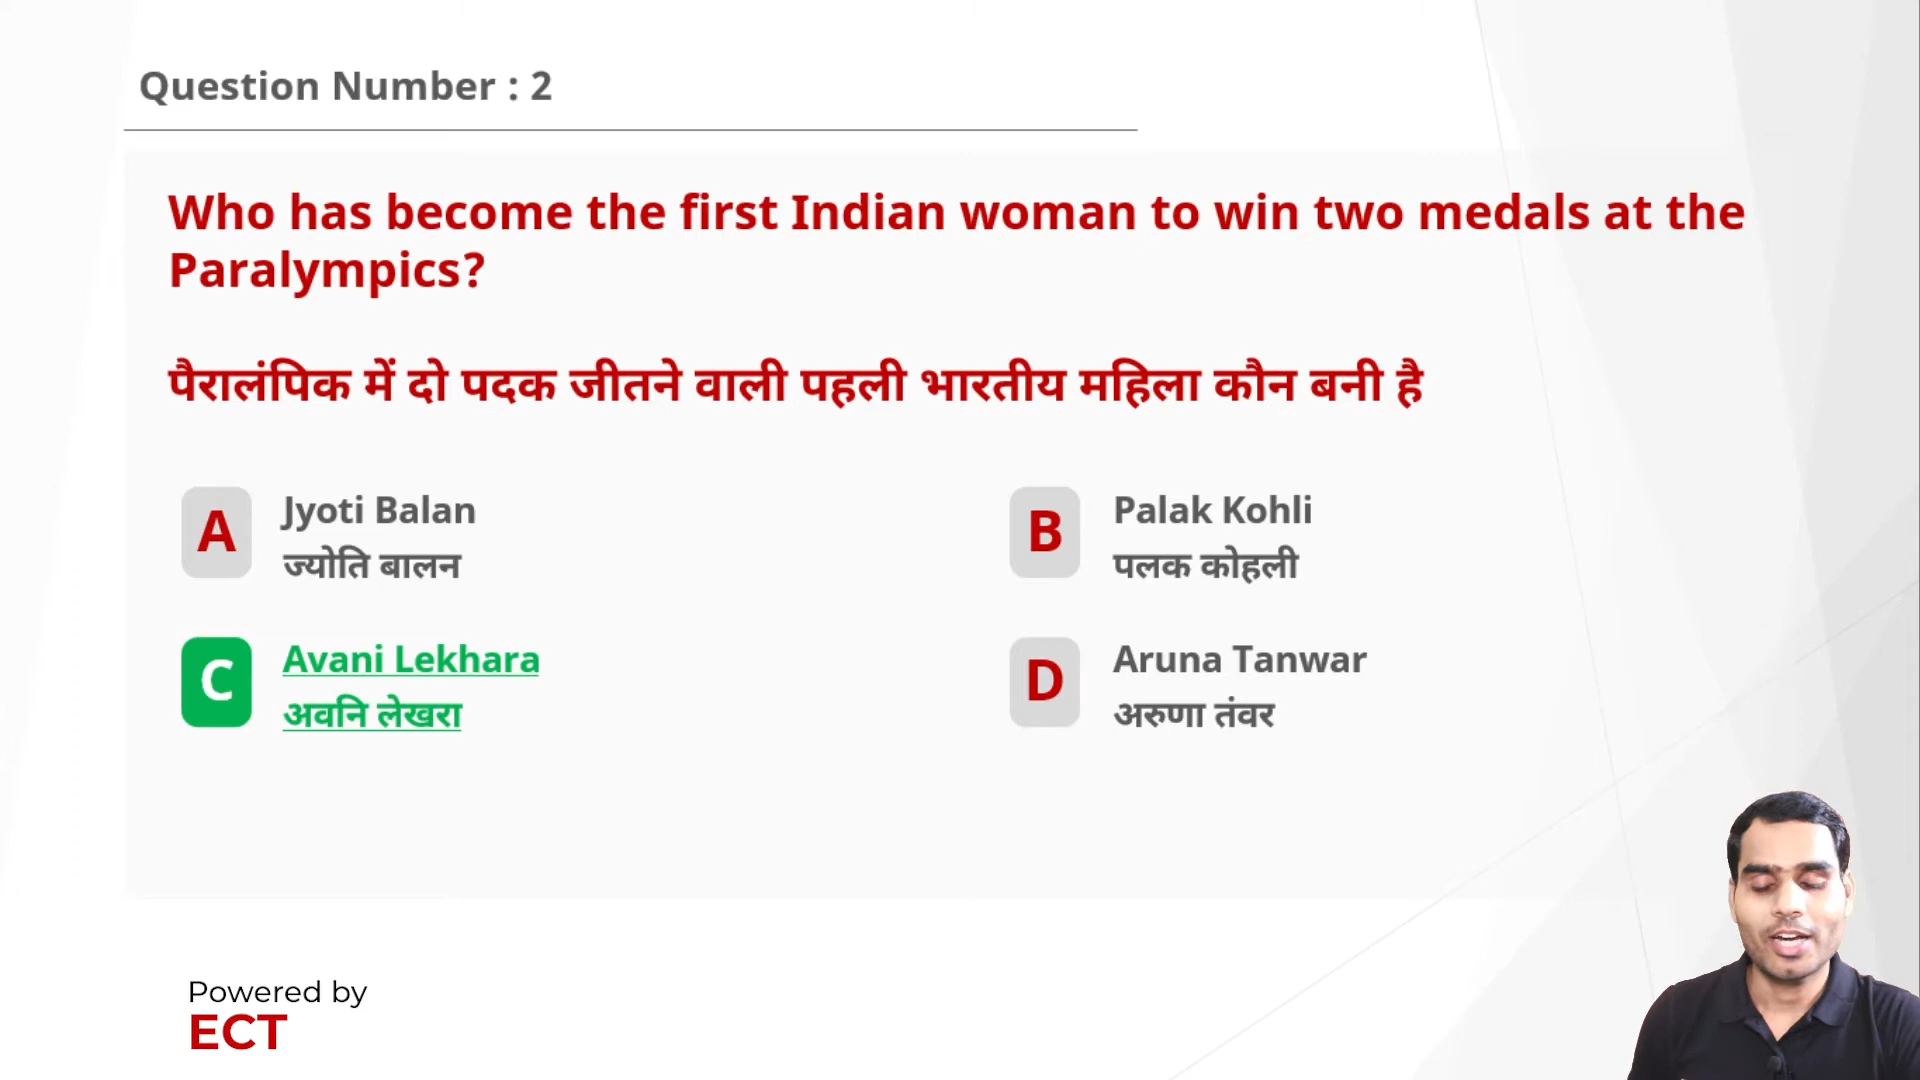 Question Number : 2
Who has become the first Indian woman to win two medals at the
Paralympics?
पैरालंपिक में दो पदक जीतने वाली पहली भारतीय महिला कौन बनी है
A
Jyoti Balan
ज्योति बालन
B
Palak Kohli
पलक कोहली
C
Avani Lekhara
अवनि लेखरा
D
Aruna Tanwar
अरुणा तंवर
Powered by
ECT